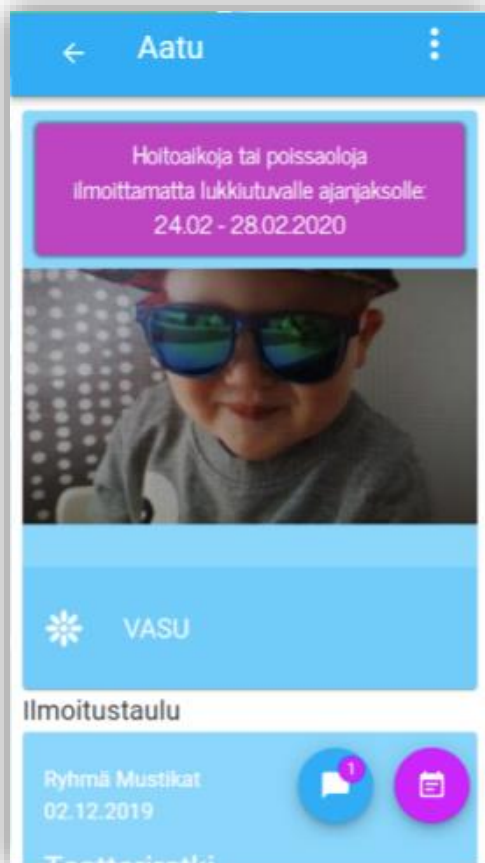 Aatu
Hoitoaikoja tai poissaoloja
ilmoittamatta lukkiutuvalle ajanjaksolle:
24.02 - 28.02.2020
VASU
Ilmoitustaulu
Ryhmä Mustikat
02.12.2019
1